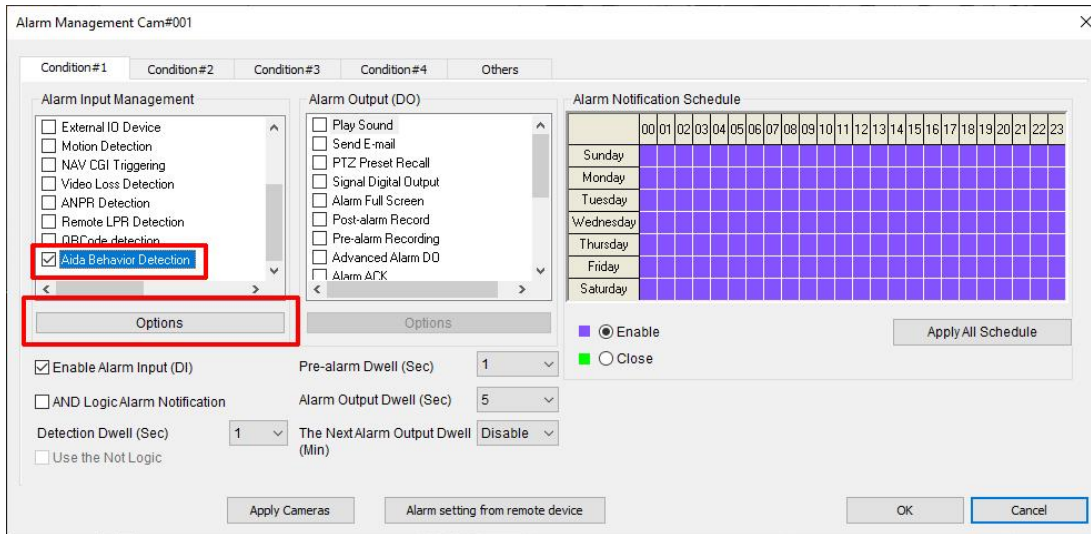 Alarm Management Cam#001
Condition#1 Condition#2 Condition#3 Condition#4 Others
Alarm Input Management
External IO Device
Motion Detection
NAV CGI Triggering
Video Loss Detection
ANPR Detection
Remote LPR Detection
QRCode detection
Aida Behavior Detection
Options
Alarm Output (DO)
Play Sound
Send E-mail
PTZ Preset Recall
Signal Digital Output
Alarm Full Screen
Post-alarm Record
Pre-alarm Recording
Advanced Alarm DO
Alarm ACK
Options
Alarm Notification Schedule
00 01 02 03 04 05 06 07 08 09 10 11 12 13 14 15 16 17 18 19 20 21 22 23
Sunday
Monday
Tuesday
Wednesday
Thursday
Friday
Saturday
Enable
Close
Apply All Schedule
Enable Alarm Input (DI)
AND Logic Alarm Notification
Detection Dwell (Sec) 1
Use the Not Logic
Pre-alarm Dwell (Sec) 1
Alarm Output Dwell (Sec) 5
The Next Alarm Output Dwell Disable
(Min)
Apply Cameras
Alarm setting from remote device
OK
Cancel